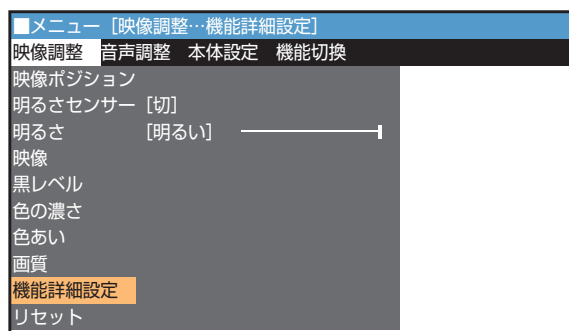 ■メニュー［映像調整…機能詳細設定］
映像調整 音声調整 本体設定 機能切換
映像ポジション
明るさセンサー［切］
明るさ ［明るい］
映像
黒レベル
色の濃さ
色あい
画質
機能詳細設定
リセット